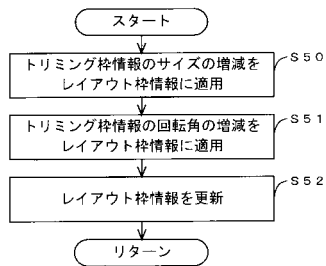 スタート
S50
トリミング枠情報のサイズの増減を
レイアウト枠情報に適用
S51
トリミング枠情報の回転角の増減を
レイアウト枠情報に適用
S52
レイアウト枠情報を更新
リターン